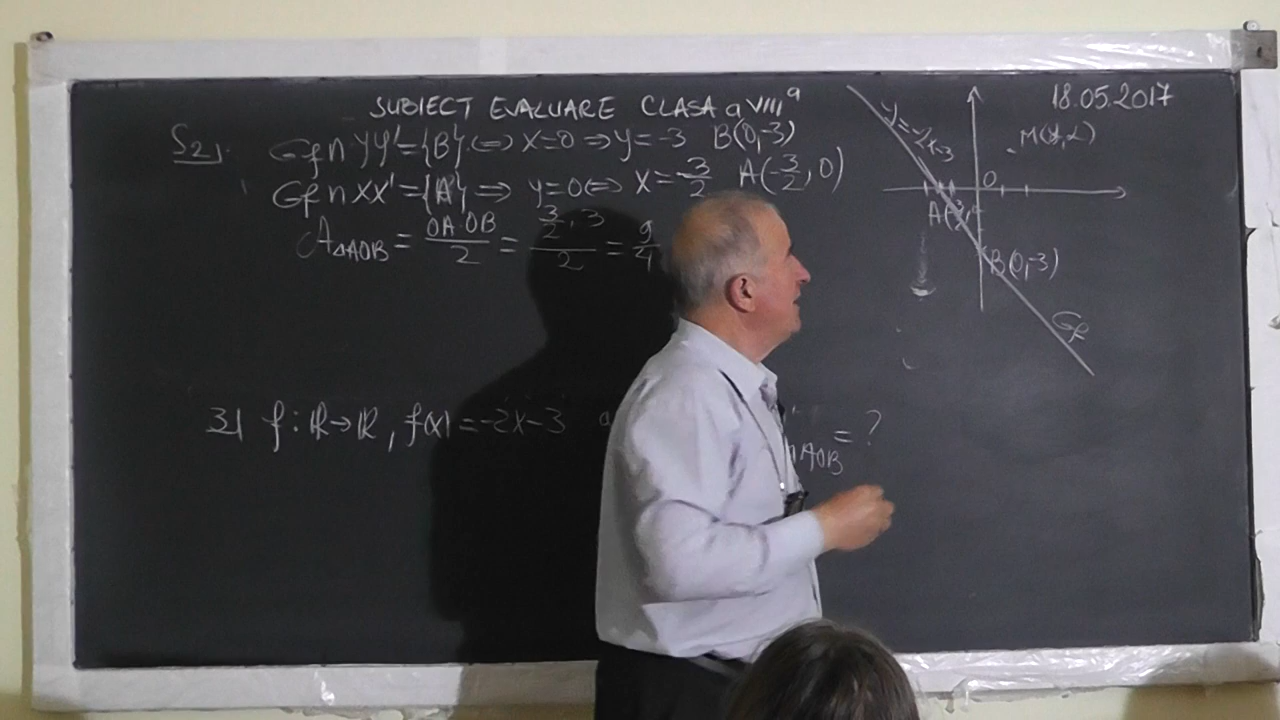 SUBIECT EVALUARE CLASA a VIII a
18.05.2017
S2). Gf ∩ yy' = {B} ⟺ x=0 ⇒ y=-3 B(0,-3)
Gf ∩ xx' = {A} ⇒ y=0 ⟺ x=-3/2 A(-3/2, 0)
A△AOB = OA·OB/2 = 3/2·3/2 = 9/4
3) f: ℝ→ℝ, f(x)=-2x-3
AOB = ?
y=-2x-3
O
B(0,-3)
Gf